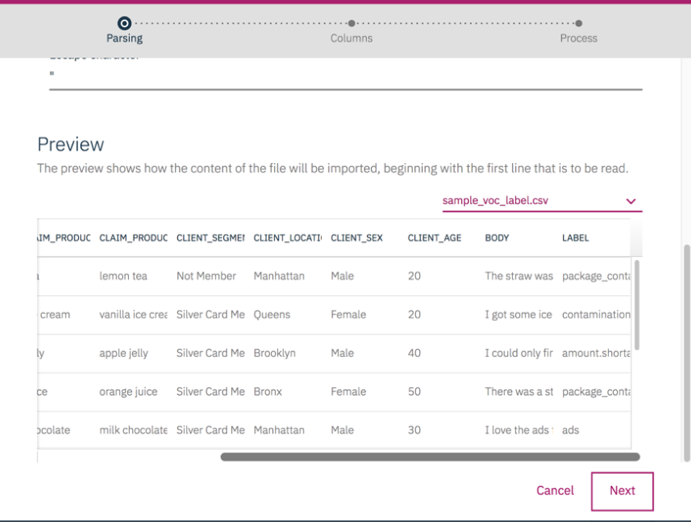 Parsing Columns Process
Escape character
"
Preview
The preview shows how the content of the file will be imported, beginning with the first line that is to be read.
sample_voc_label.csv
IM_PRODUC CLAIM_PRODUC CLIENT_SEGMEN CLIENT_LOCATI CLIENT_SEX CLIENT_AGE BODY LABEL
lemon tea Not Member Manhattan Male 20 The straw was package_conta
cream vanilla ice crea Silver Card Me Queens Female 20 I got some ice contamination
ly apple jelly Silver Card Me Brooklyn Male 40 I could only fir amount.shorta
ce orange juice Silver Card Me Bronx Female 50 There was a st package_conta
ocolate milk chocolate Silver Card Me Manhattan Male 30 I love the ads ads
Cancel Next